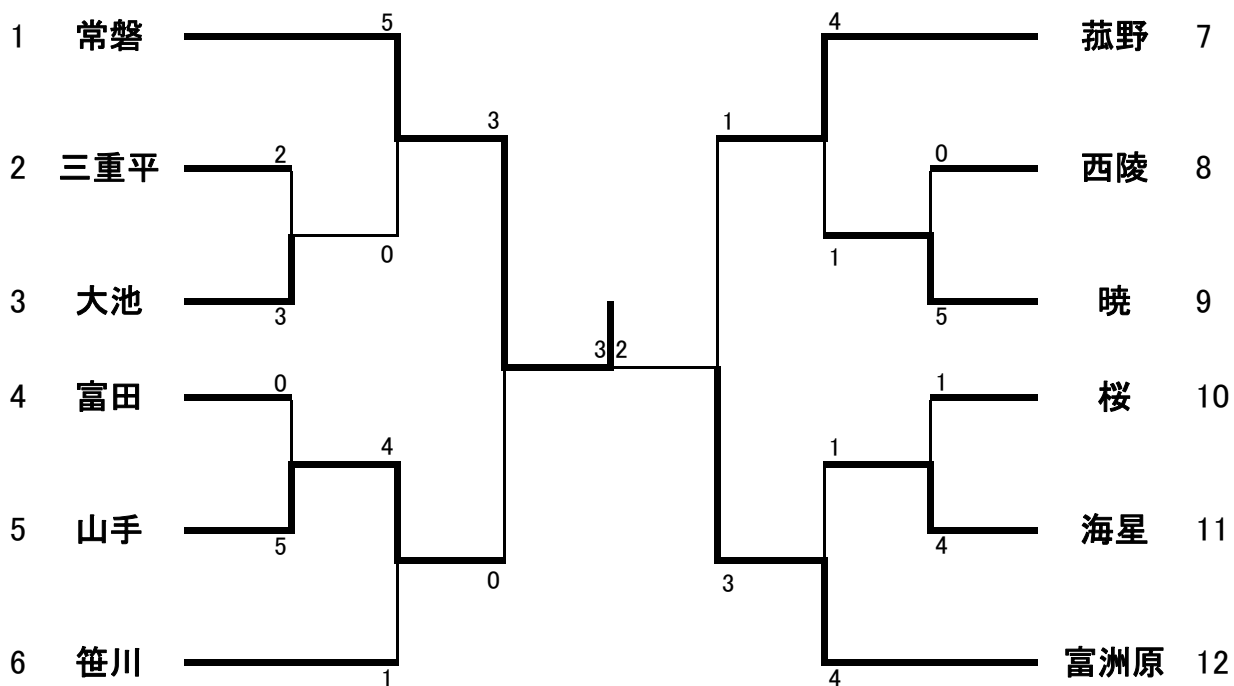 1 常磐 5 4 菰野 7
3 1
2 三重平 2 0 西陵 8
0 1
3 大池 3 5 暁 9
3 2
4 富田 0 1 桜 10
4 1
5 山手 5 4 海星 11
0 3
6 笹川 1 4 富洲原 12